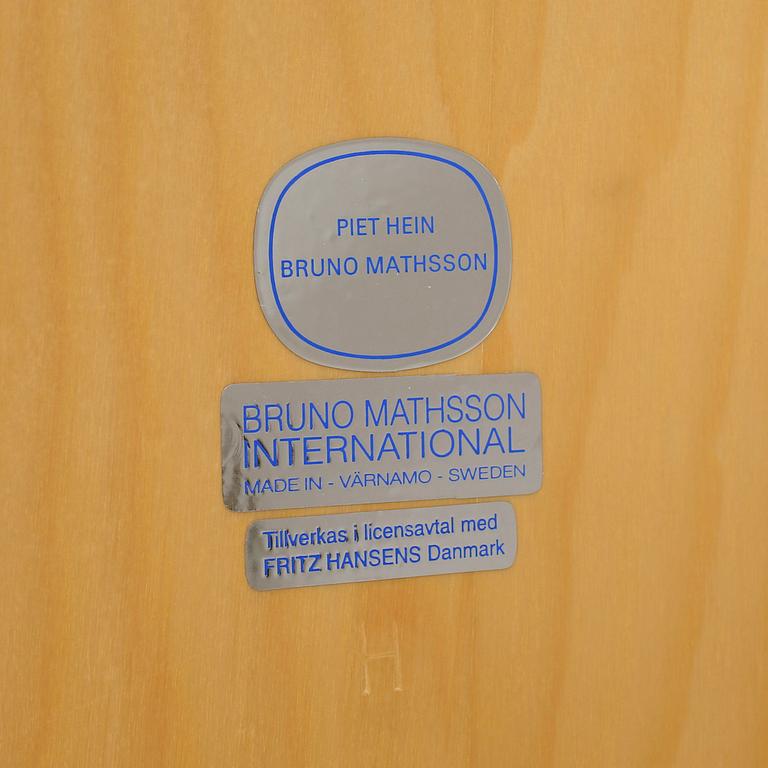 PIET HEIN
BRUNO MATHSSON
BRUNO MATHSSON
INTERNATIONAL
MADE IN - VÄRNAMO - SWEDEN
Tillverkas i licensavtal med
FRITZ HANSENS Danmark
H